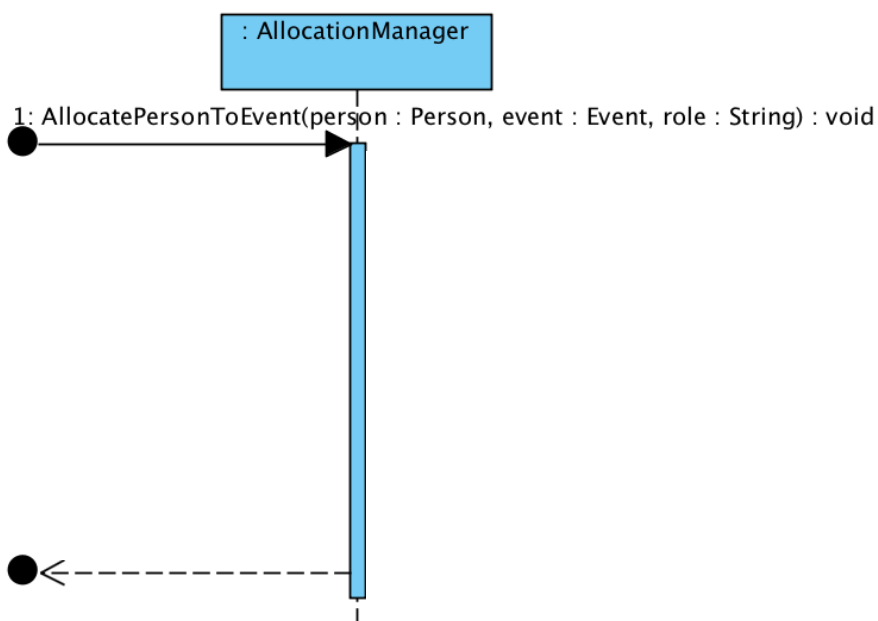 : AllocationManager
1: AllocatePersonToEvent(person : Person, event : Event, role : String) : void